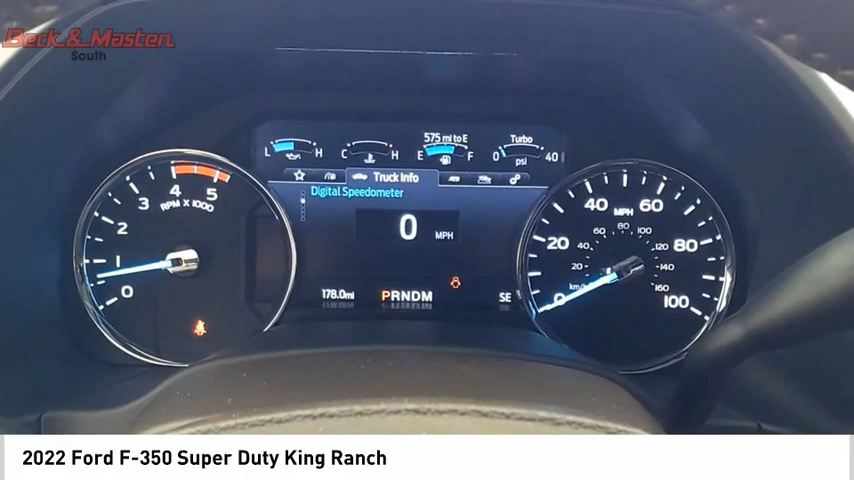 Beck & Masten
South
575 mi to E
Turbo
L H C H E F 0 40
psi
Truck Info
Digital Speedometer
0 MPH
178.0mi PRNDM SE
0 1 2 3 4 5
RPM X 1000
0 20 40 60 80 100
MPH
20 40 60 80 100 120 140 160
km/
2022 Ford F-350 Super Duty King Ranch